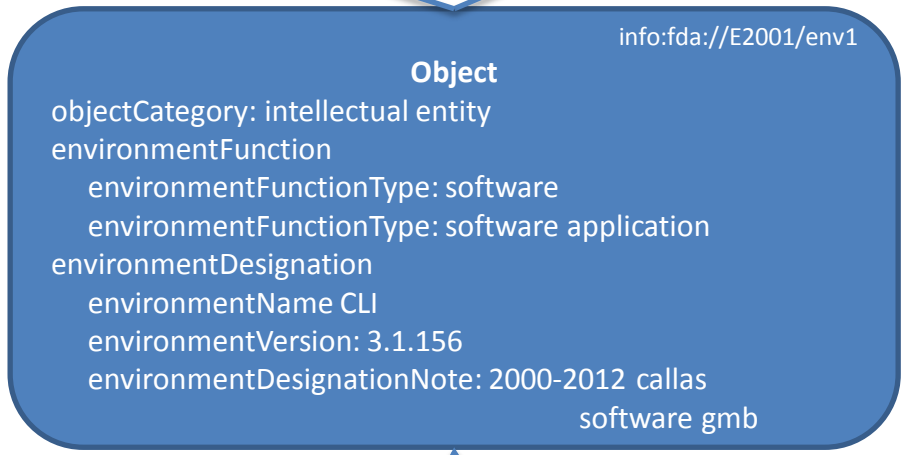 info:fda://E2001/env1
Object
objectCategory: intellectual entity
environmentFunction
environmentFunctionType: software
environmentFunctionType: software application
environmentDesignation
environmentName CLI
environmentVersion: 3.1.156
environmentDesignationNote: 2000-2012 callas
software gmb